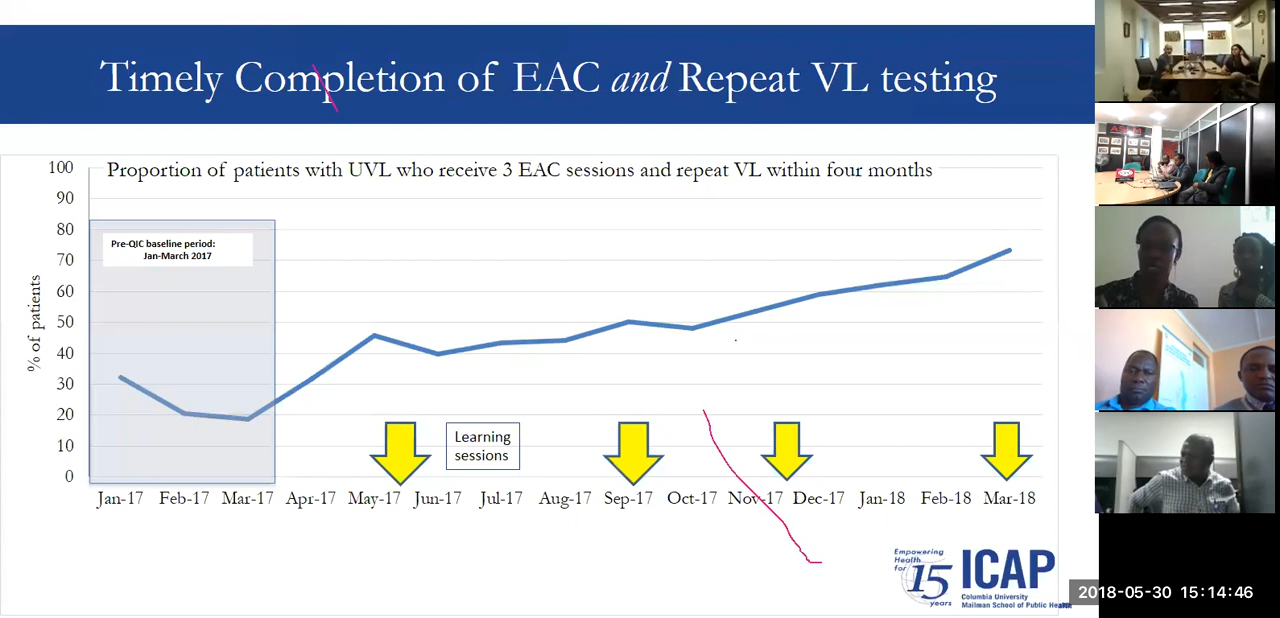 Timely Completion of EAC and Repeat VL testing
Proportion of patients with UVL who receive 3 EAC sessions and repeat VL within four months
100
90
80
70
60
50
40
30
20
10
0
% of patients
Pre-QIC baseline period:
Jan-March 2017
Learning
sessions
Jan-17 Feb-17 Mar-17 Apr-17 May-17 Jun-17 Jul-17 Aug-17 Sep-17 Oct-17 Nov-17 Dec-17 Jan-18 Feb-18 Mar-18
Empowering
Health
for
15
years
ICAP
Columbia University
Mailman School of Public Health
2018-05-30 15:14:46